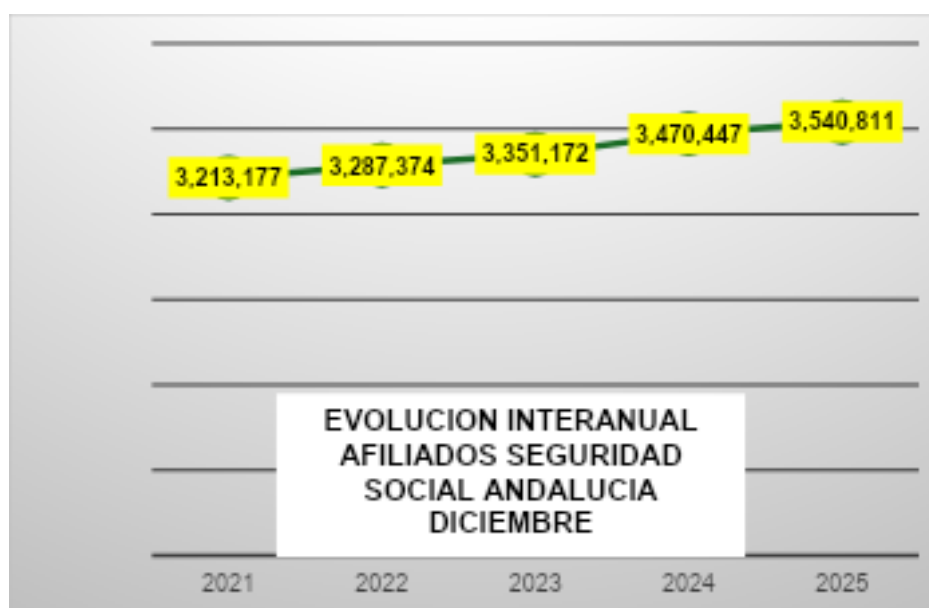 3,213,177
3,287,374
3,351,172
3,470,447
3,540,811
EVOLUCION INTERANUAL
AFILIADOS SEGURIDAD
SOCIAL ANDALUCIA
DICIEMBRE
2021 2022 2023 2024 2025